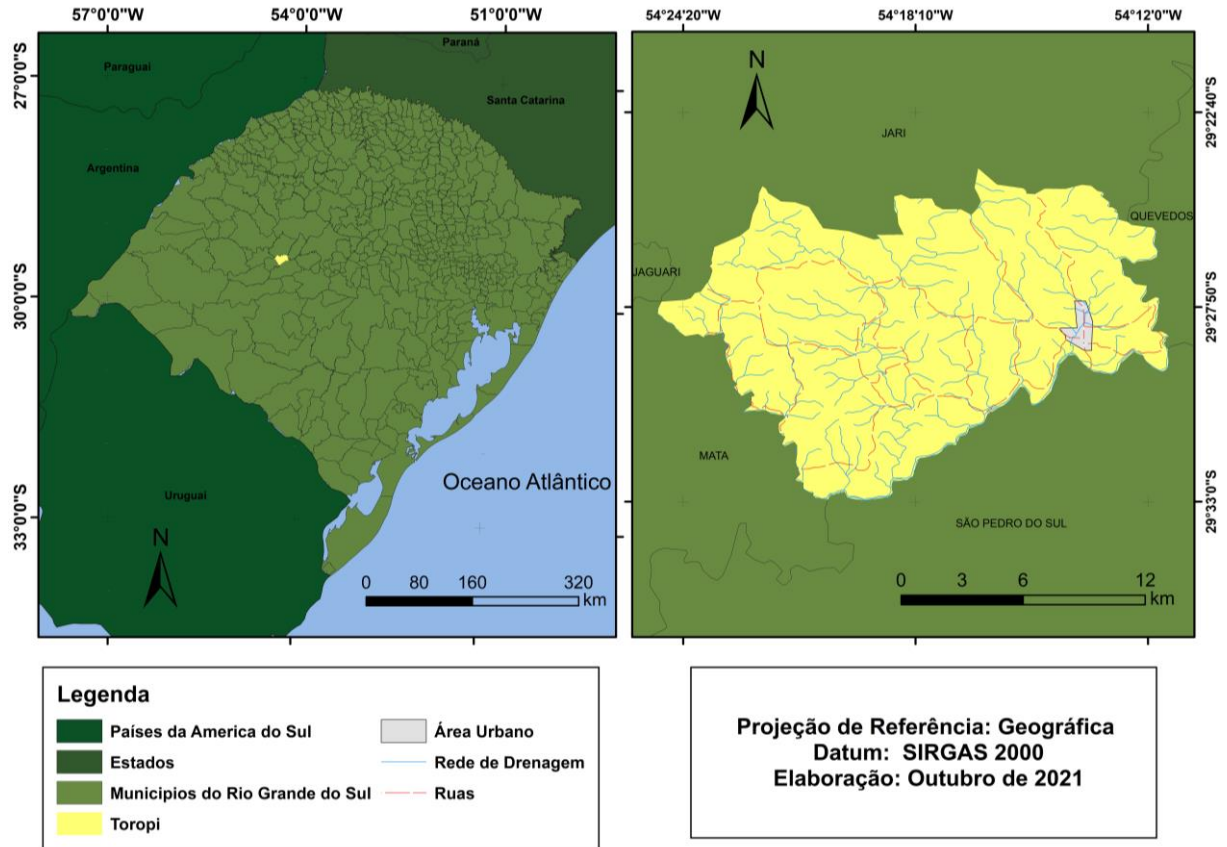 57°0'0"W
54°0'0"W
51°0'0"W
27°0'0"S
30°0'0"S
33°0'0"S
Paraná
Paraguai
Santa Catarina
Argentina
Uruguai
Oceano Atlântico
N
0 80 160 320
km
54°24'20"W
54°18'10"W
54°12'0"W
29°22'40"S
29°27'50"S
29°33'0"S
N
JARI
QUEVEDOS
JAGUARI
MATA
SÃO PEDRO DO SUL
0 3 6 12
km
Legenda
Países da America do Sul
Estados
Municipios do Rio Grande do Sul
Toropi
Área Urbano
Rede de Drenagem
Ruas
Projeção de Referência: Geográfica
Datum: SIRGAS 2000
Elaboração: Outubro de 2021